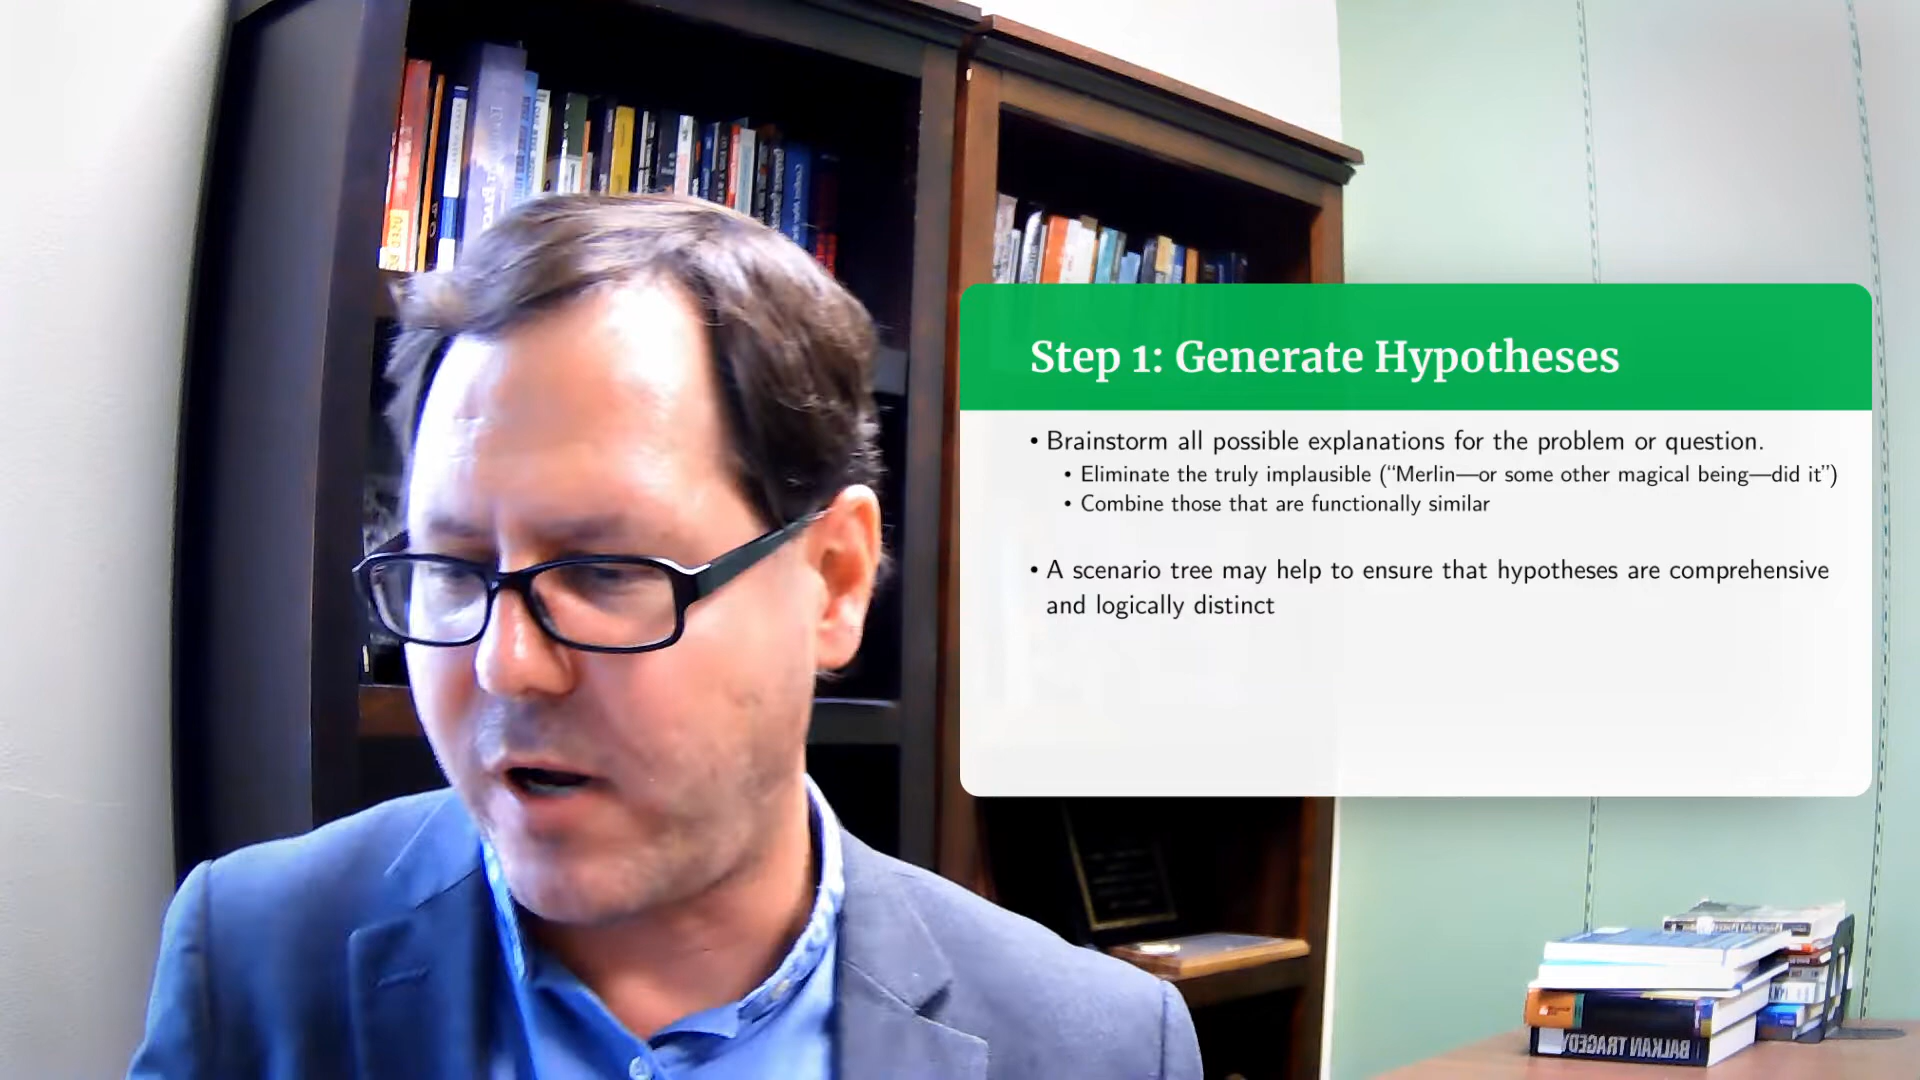 Step 1: Generate Hypotheses
• Brainstorm all possible explanations for the problem or question.
• Eliminate the truly implausible (“Merlin—or some other magical being—did it”)
• Combine those that are functionally similar
• A scenario tree may help to ensure that hypotheses are comprehensive
and logically distinct
BALKAN TRAGEDY